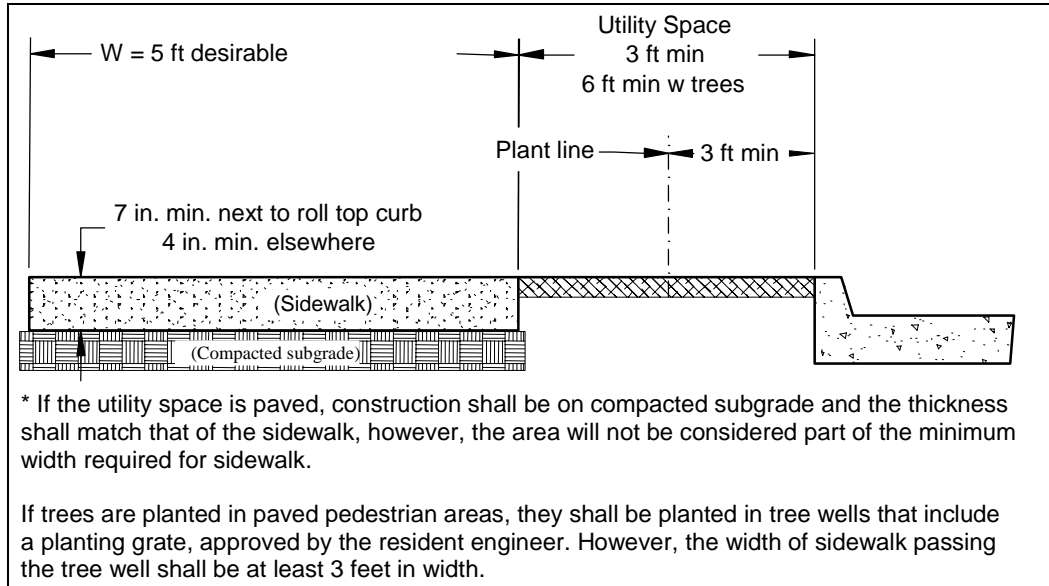 W = 5 ft desirable
Utility Space
3 ft min
6 ft min w trees
Plant line
3 ft min
7 in. min. next to roll top curb
4 in. min. elsewhere
(Sidewalk)
(Compacted subgrade)
* If the utility space is paved, construction shall be on compacted subgrade and the thickness
shall match that of the sidewalk, however, the area will not be considered part of the minimum
width required for sidewalk.
If trees are planted in paved pedestrian areas, they shall be planted in tree wells that include
a planting grate, approved by the resident engineer. However, the width of sidewalk passing
the tree well shall be at least 3 feet in width.